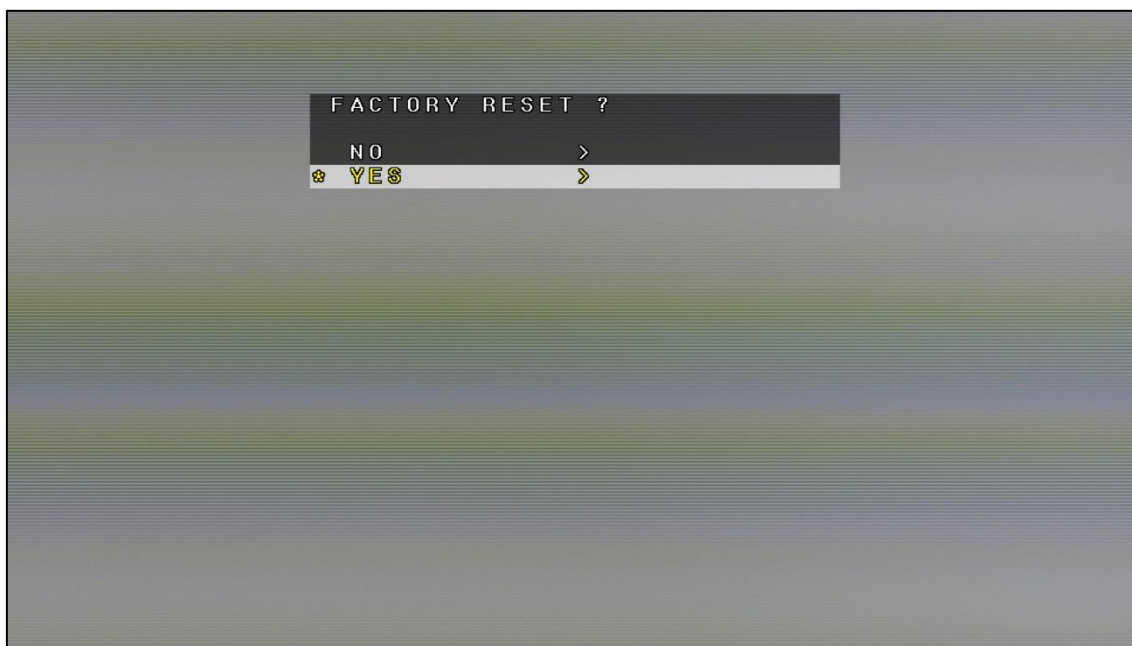 FACTORY RESET ?
NO >
* YES >